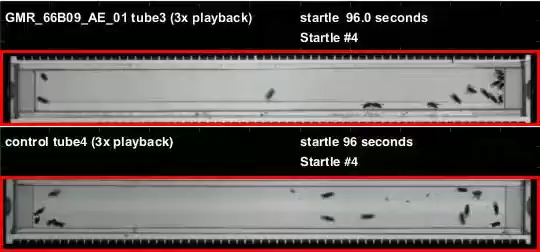 GMR_66B09_AE_01 tube3 (3x playback)
startle  96.0 seconds
Startle #4
control tube4 (3x playback)
startle 96 seconds
Startle #4